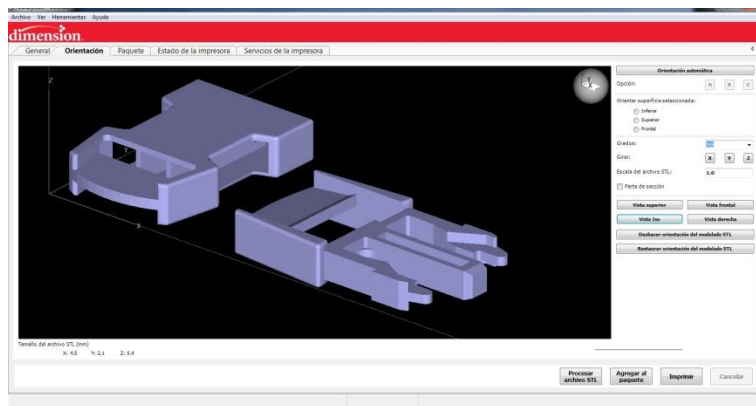 Archivo Ver Herramientas Ayuda
dimension
General Orientación Paquete Estado de la impresora Servicios de la impresora
Orientación automática
Opción: A B C
Orientar superficie seleccionada:
Inferior
Superior
Frontal
Grados:
Girar: X Y Z
Escala del archivo STL: 1.0
Parte de sección
Vista superior Vista frontal
Vista Iso Vista derecha
Deshacer orientación del modelado STL
Restaurar orientación del modelado STL
Z
Y
X
Tamaño del archivo STL (mm)
X: 4.5 Y: 2.1 Z: 0.4
Procesar archivo STL Agregar al paquete Imprimir Cancelar